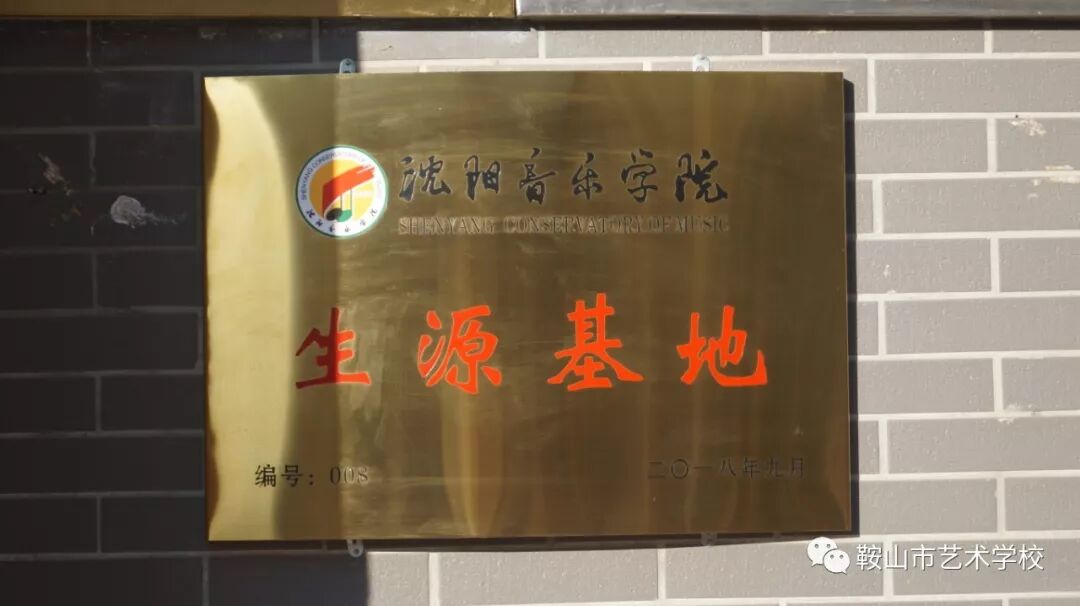 沈阳音乐学院
SHENYANG CONSERVATORY OF MUSIC
生源基地
编号：008
二〇一八年九月
鞍山市艺术学校